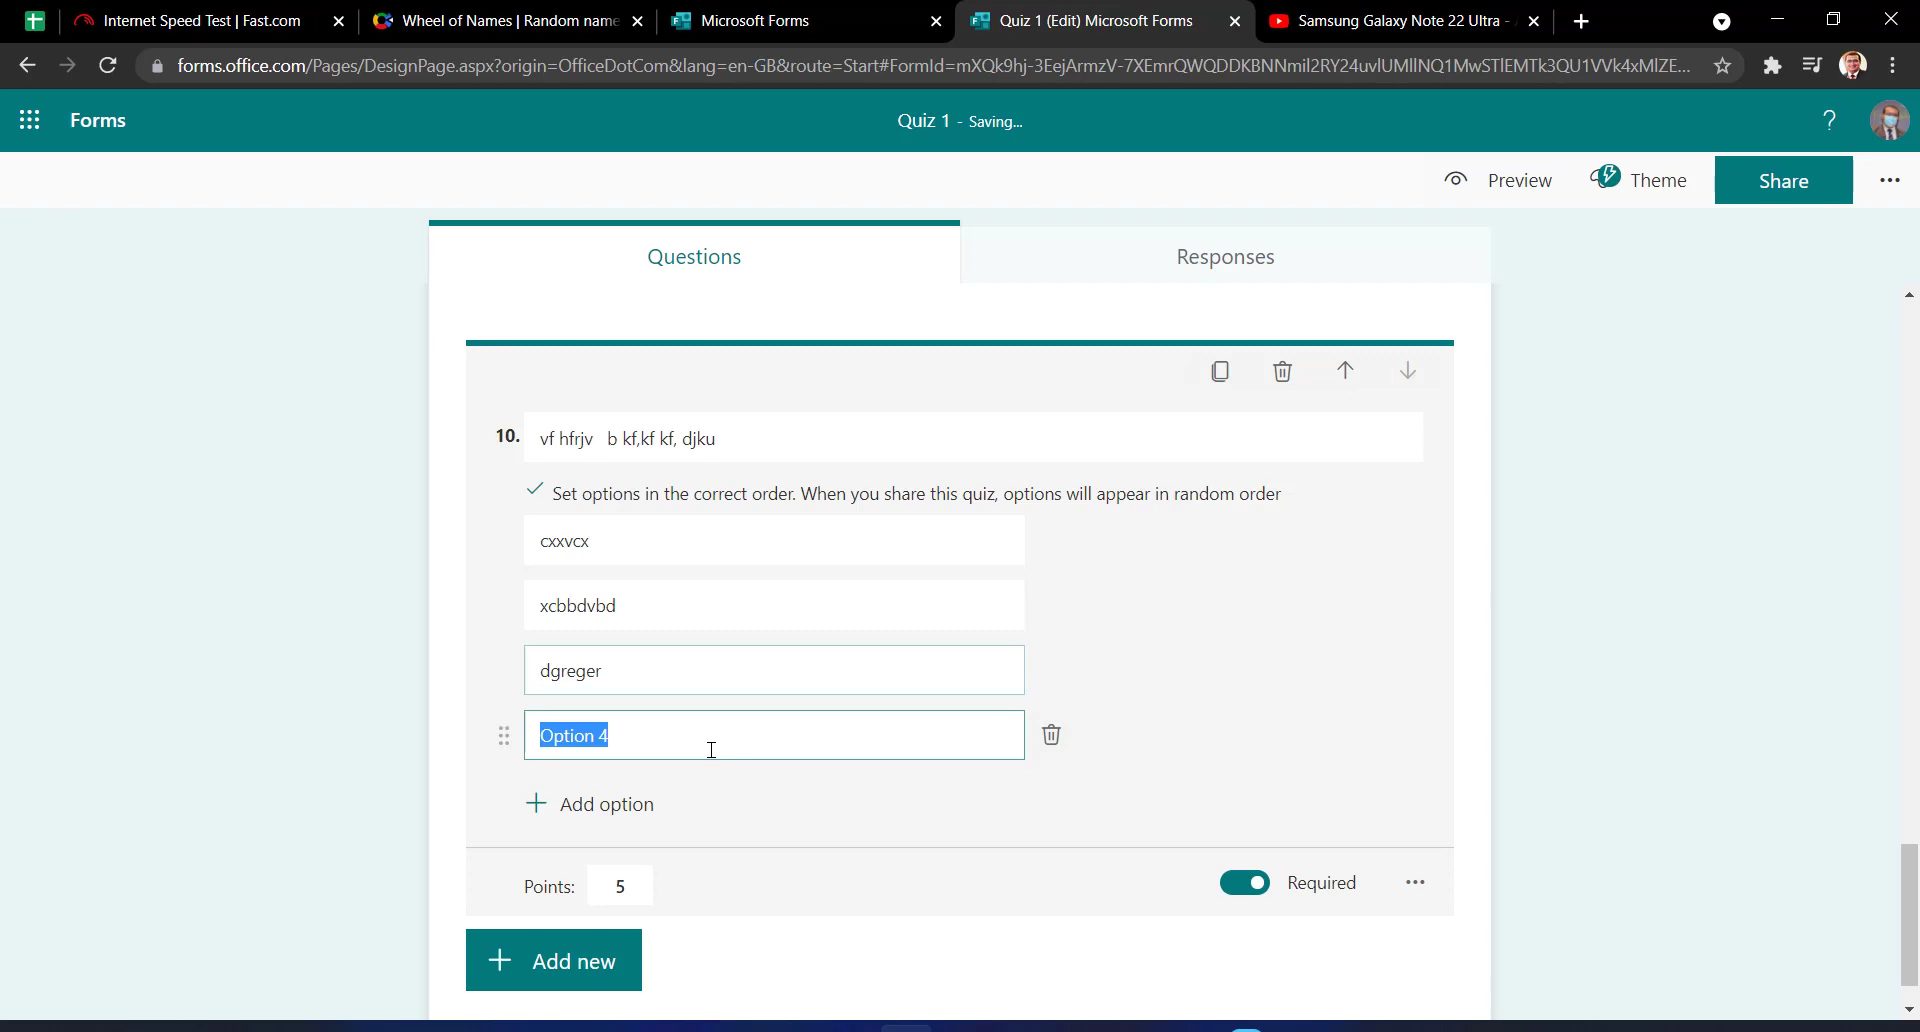 Internet Speed Test | Fast.com
Wheel of Names | Random name
Microsoft Forms
Quiz 1 (Edit) Microsoft Forms
Samsung Galaxy Note 22 Ultra -
forms.office.com/Pages/DesignPage.aspx?origin=OfficeDotCom&lang=en-GB&route=Start#FormId=mXQk9hj-3EejArmzV-7XEmrQWQDDKBNNmil2RY24uvlUMllNQ1MwSTlEMTk3QU1VVk4xMlZE...
Forms
Quiz 1 - Saving...
?
Preview
Theme
Share
Questions
Responses
10. vf hfrjv b kf,kf kf, djku
Set options in the correct order. When you share this quiz, options will appear in random order
cxxvcx
xcbbdvbd
dgreger
Option 4
Add option
Points: 5
Required
Add new